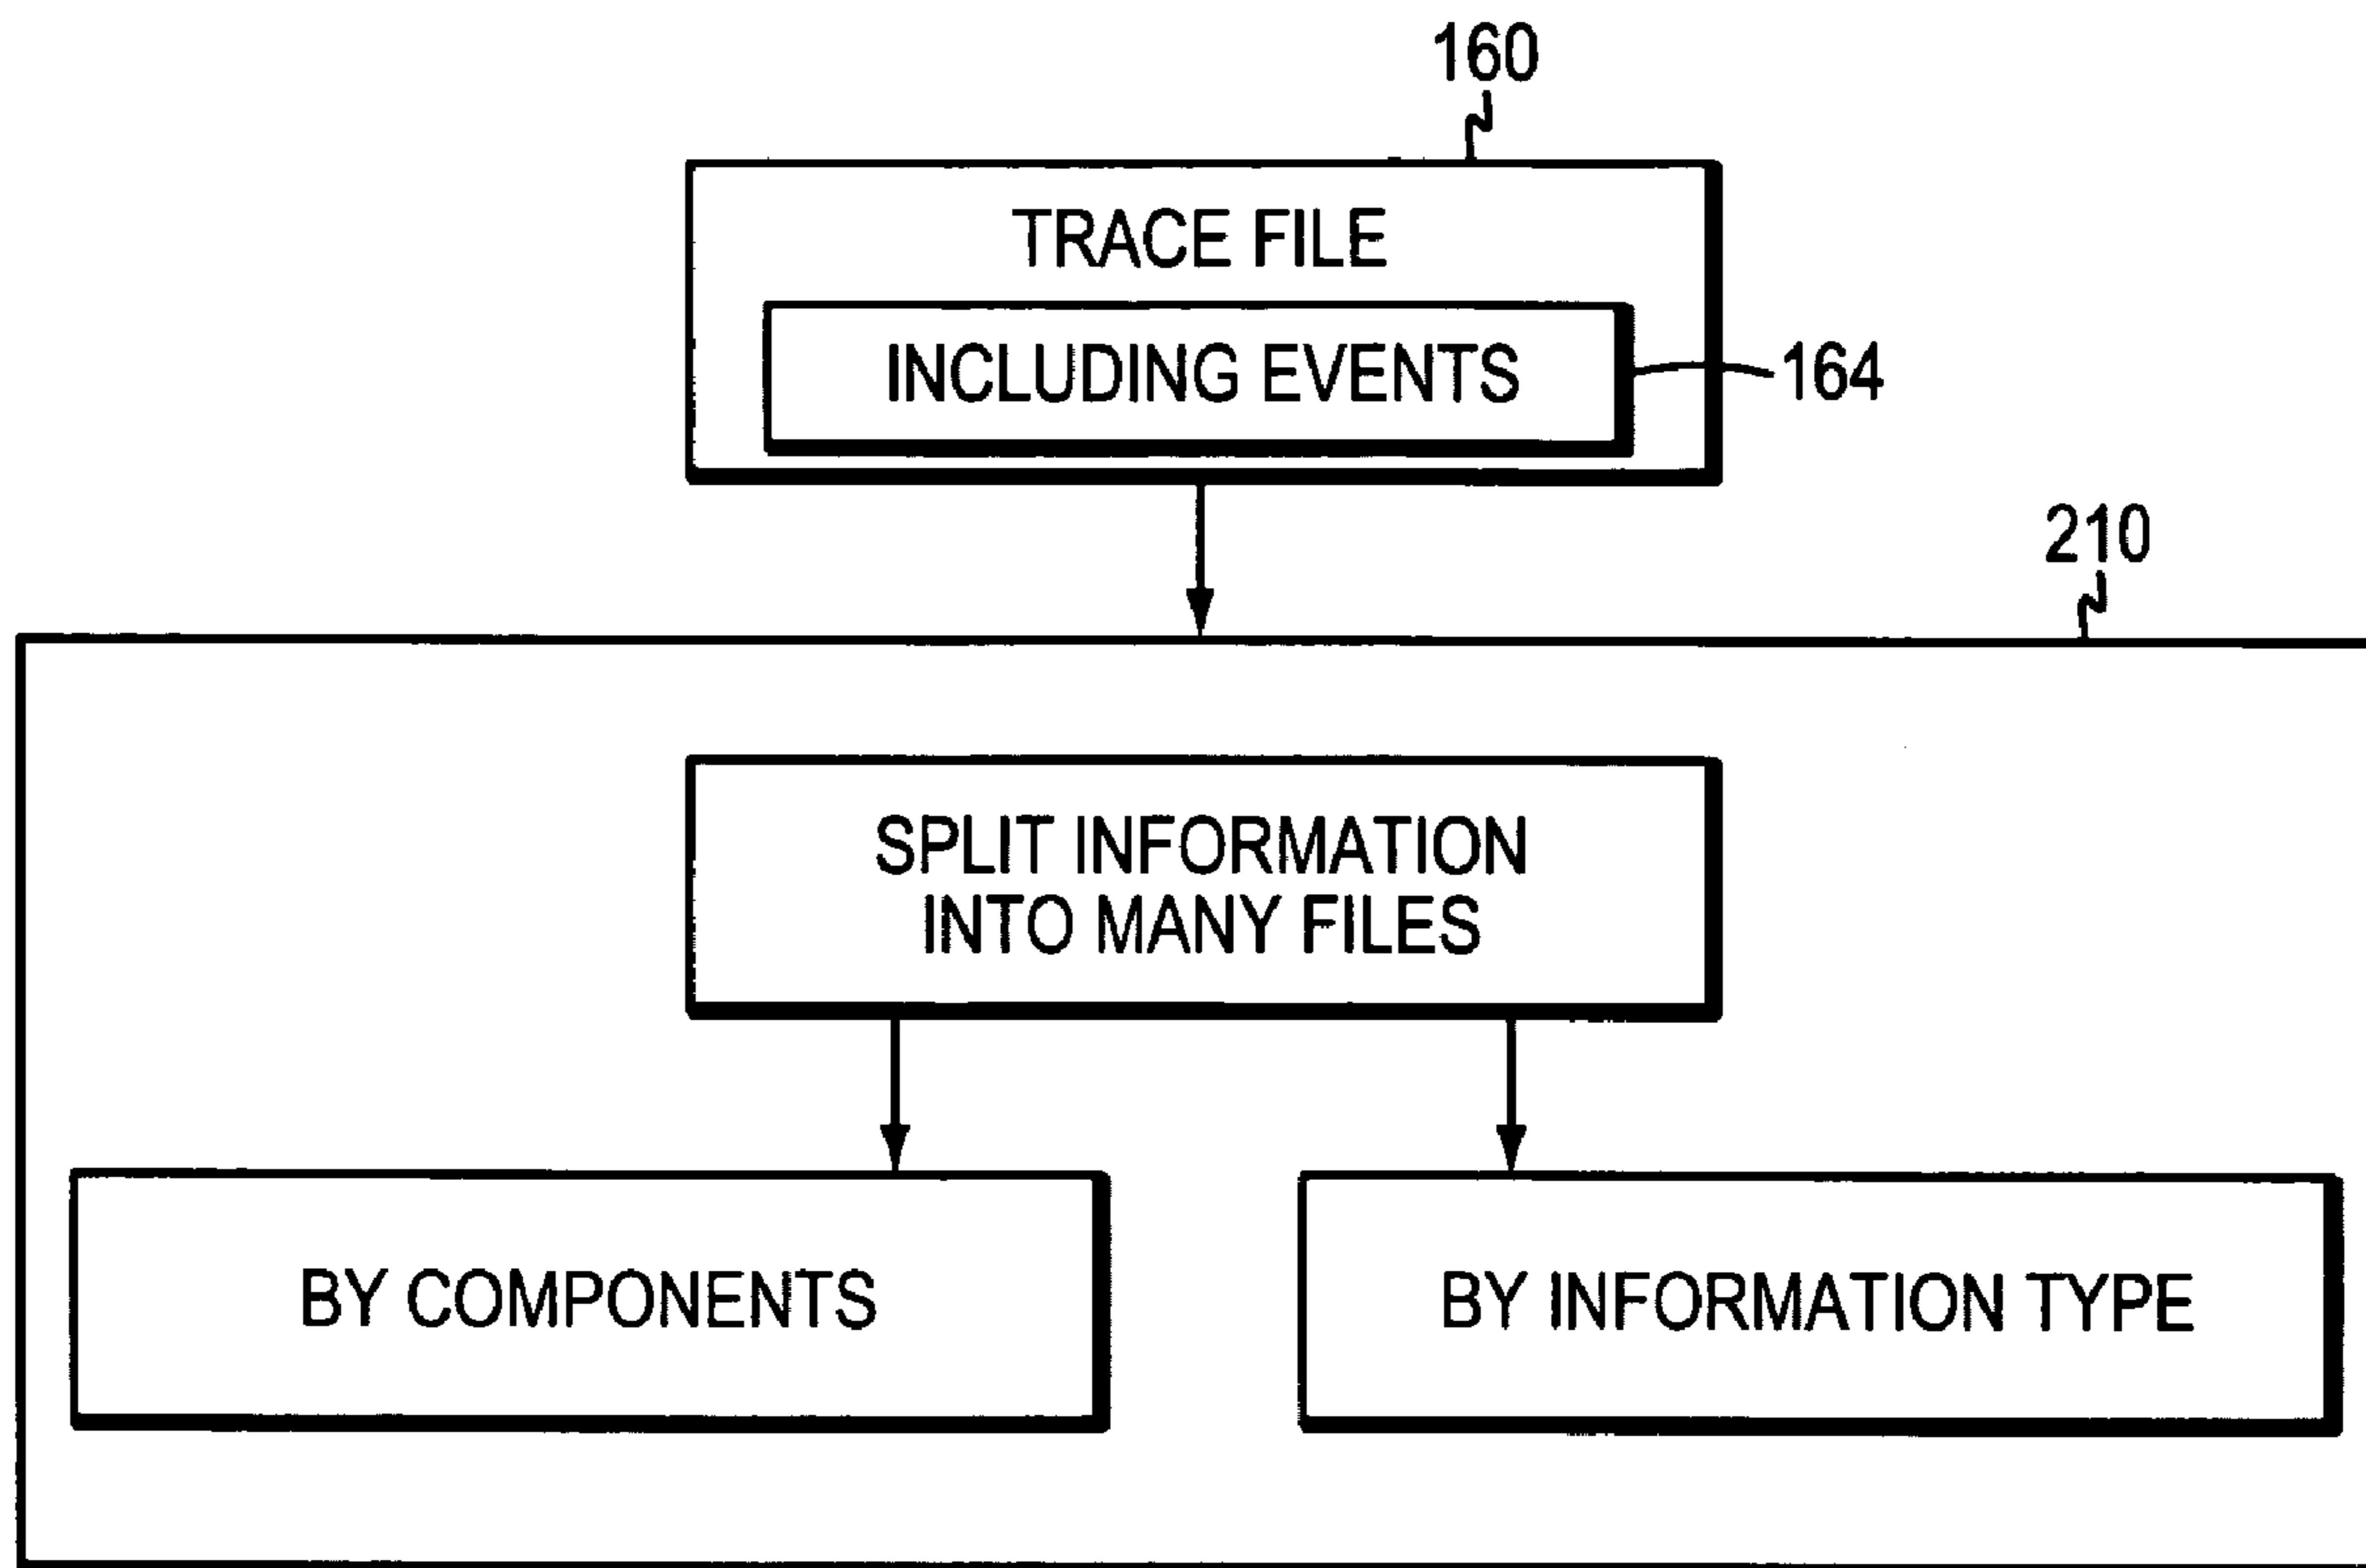 160
TRACE FILE
INCLUDING EVENTS
164
210
SPLIT INFORMATION
INTO MANY FILES
BY COMPONENTS
BY INFORMATION TYPE